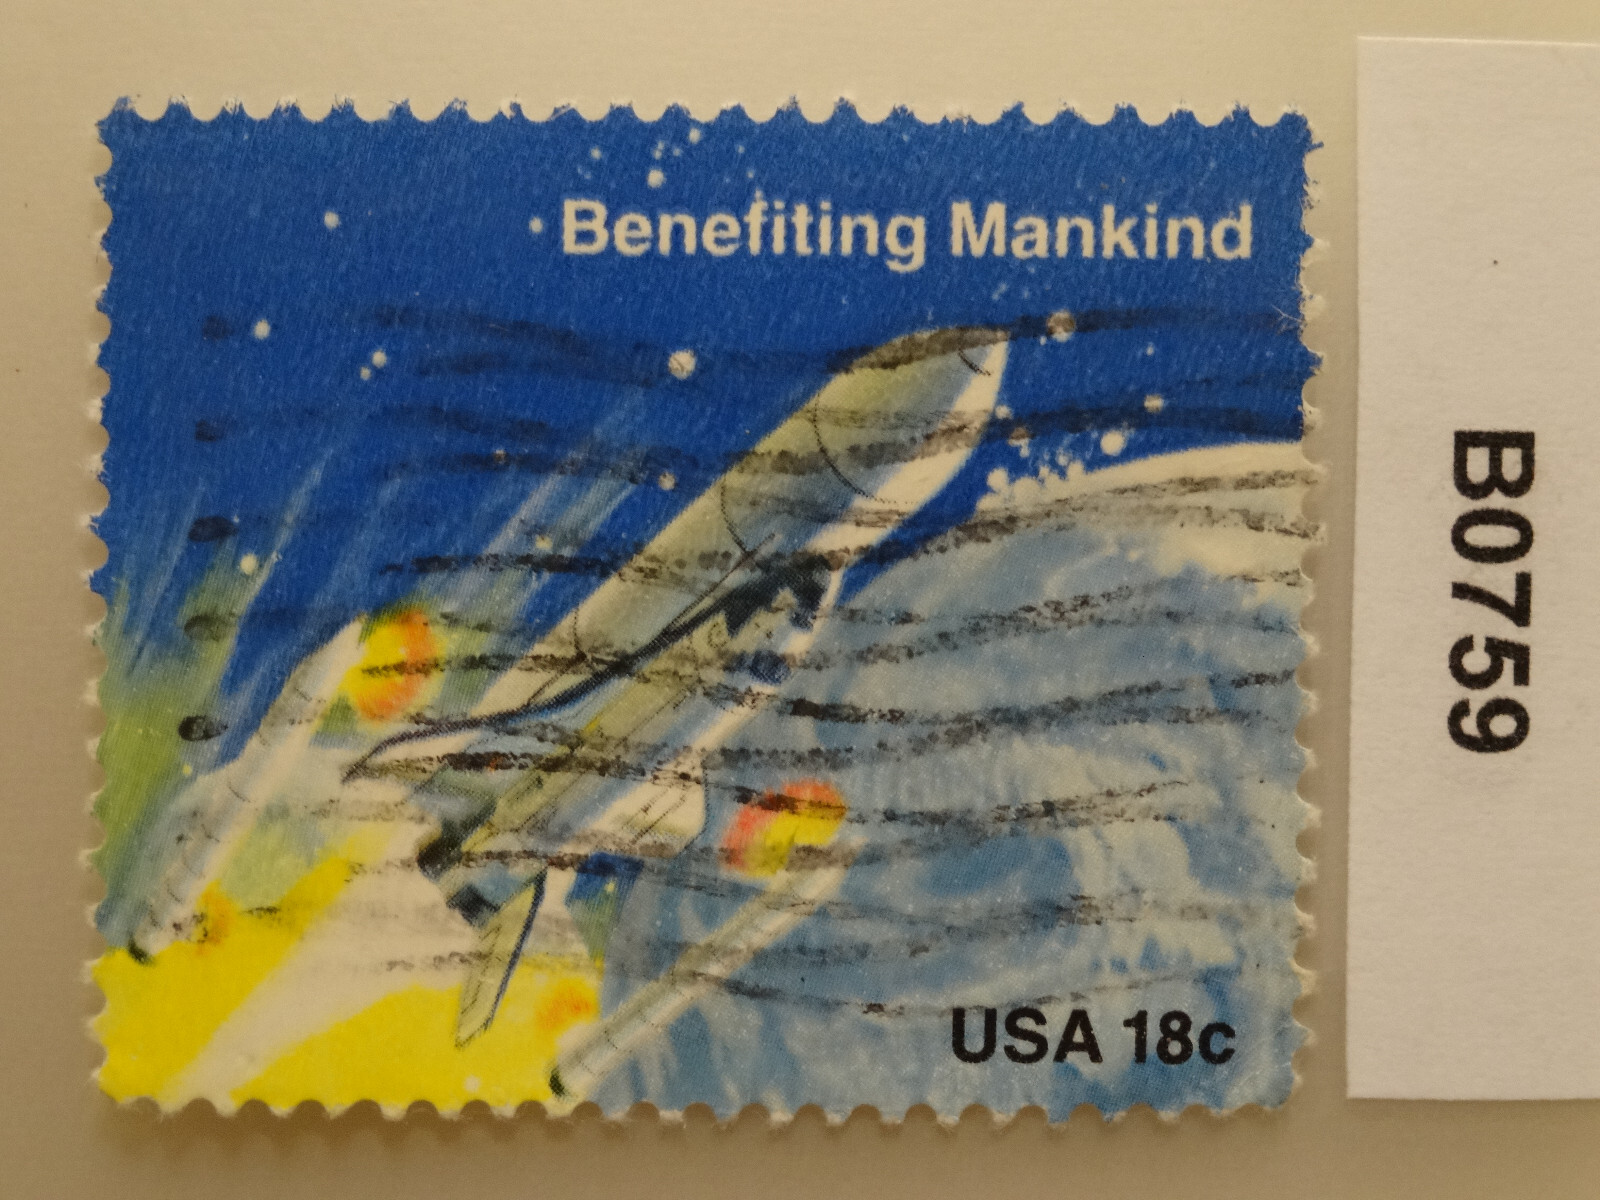 Benefiting Mankind
USA 18c
B0759